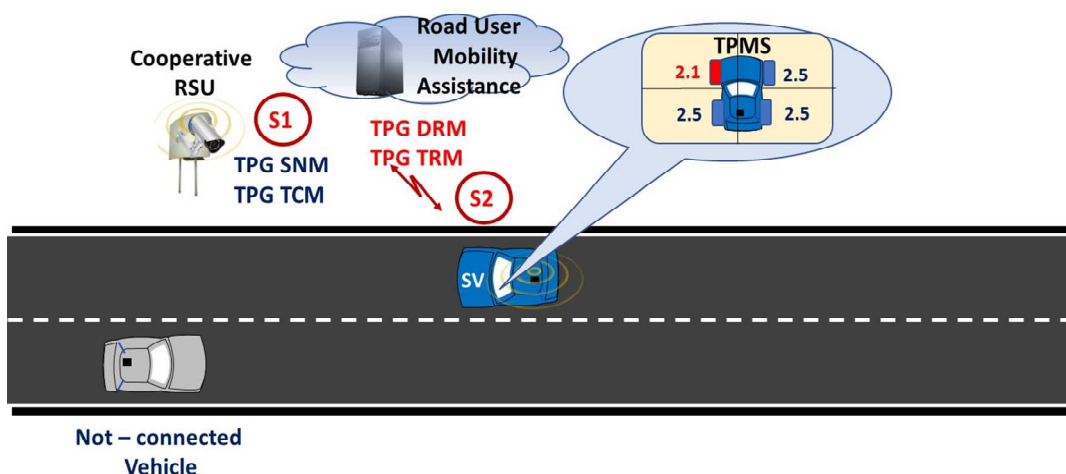 Cooperative
RSU
S1
TPG SNM
TPG TCM
Road User
Mobility
Assistance
TPG DRM
TPG TRM
S2
TPMS
2.1
2.5
2.5
2.5
SV
Not – connected
Vehicle